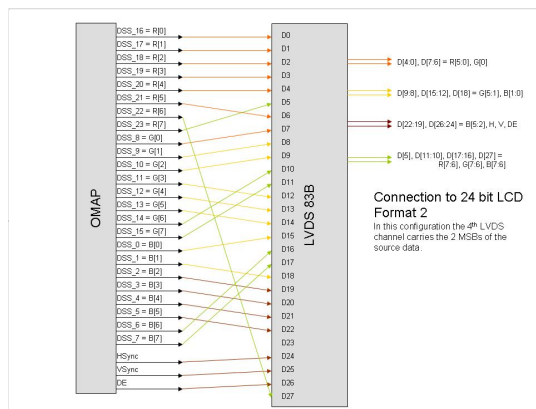 DSS_16 = R[0]
DSS_17 = R[1]
DSS_18 = R[2]
DSS_19 = R[3]
DSS_20 = R[4]
DSS_21 = R[5]
DSS_22 = R[6]
DSS_23 = R[7]
DSS_8 = G[0]
DSS_9 = G[1]
DSS_10 = G[2]
DSS_11 = G[3]
DSS_12 = G[4]
DSS_13 = G[5]
DSS_14 = G[6]
DSS_15 = G[7]
DSS_0 = B[0]
DSS_1 = B[1]
DSS_2 = B[2]
DSS_3 = B[3]
DSS_4 = B[4]
DSS_5 = B[5]
DSS_6 = B[6]
DSS_7 = B[7]
HSync
VSync
DE
OMAP
LVDS 83B
D0
D1
D2
D3
D4
D5
D6
D7
D8
D9
D10
D11
D12
D13
D14
D15
D16
D17
D18
D19
D20
D21
D22
D23
D24
D25
D26
D27
D[4:0], D[7:6] = R[5:0], G[0]
D[9:8], D[15:12], D[18] = G[5:1], B[1:0]
D[22:19], D[26:24] = B[5:2], H, V, DE
D[5], D[11:10], D[17:16], D[27] =
R[7:6], G[7:6], B[7:6]
Connection to 24 bit LCD
Format 2
In this configuration the 4th LVDS
channel carries the 2 MSBs of the
source data.